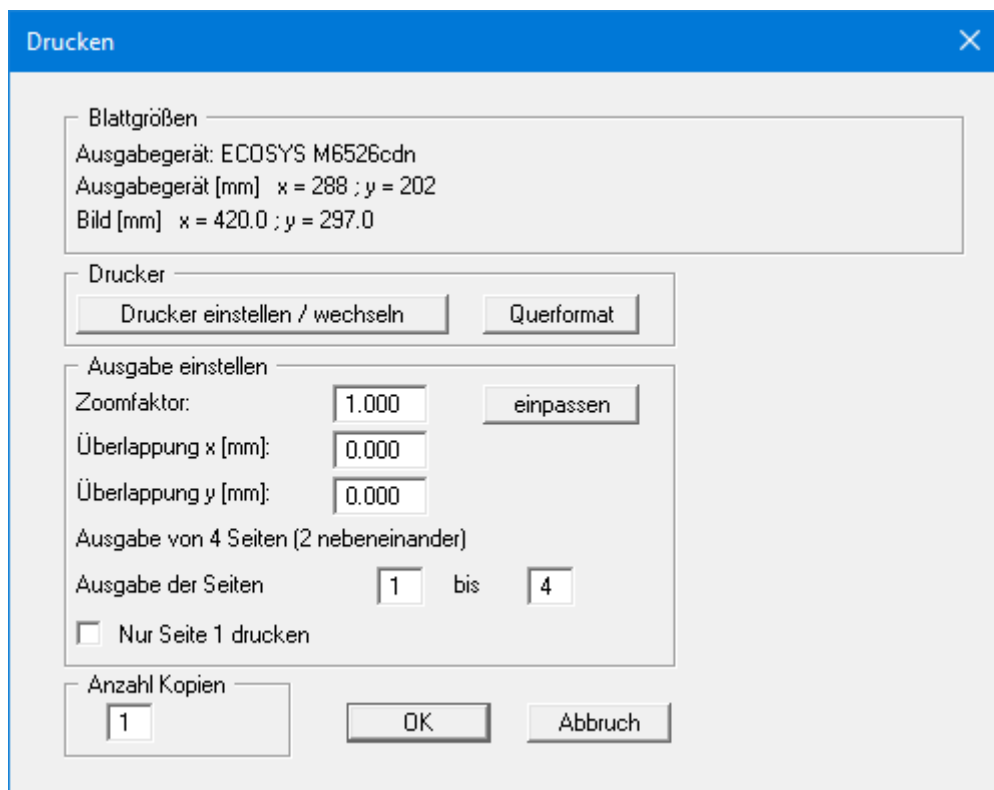 Drucken
Blattgrößen
Ausgabegerät: ECOSYS M6526cdn
Ausgabegerät [mm]   x = 288 ; y = 202
Bild [mm]   x = 420.0 ; y = 297.0
Drucker
Drucker einstellen / wechseln   Querformat
Ausgabe einstellen
Zoomfaktor:   1.000   einpassen
Überlappung x [mm]:   0.000
Überlappung y [mm]:   0.000
Ausgabe von 4 Seiten (2 nebeneinander)
Ausgabe der Seiten   1   bis   4
Nur Seite 1 drucken
Anzahl Kopien
1   OK   Abbruch